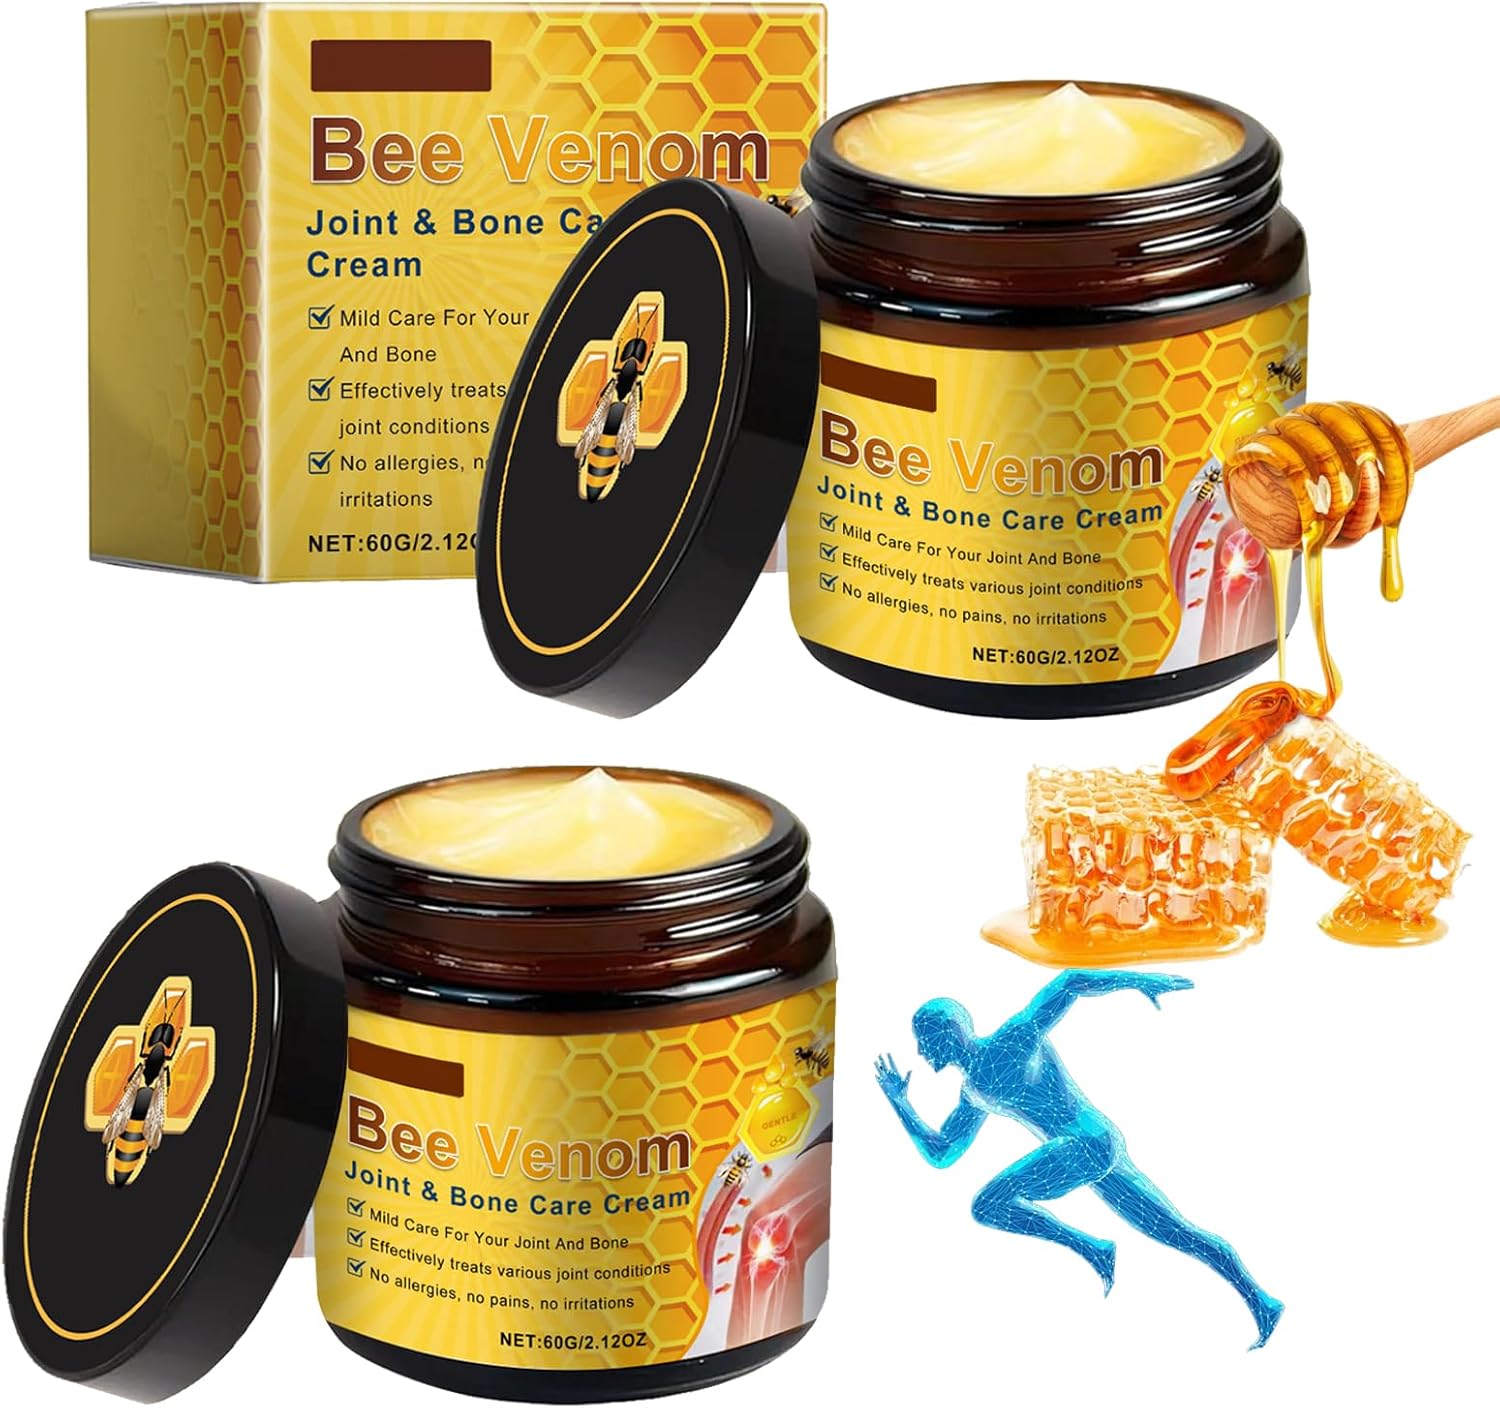 Bee Venom
Joint & Bone Ca
Cream
Mild Care For Your
And Bone
Effectively treats
joint conditions
No allergies, n
irritations
NET:60G/2.12
Bee Venom
Joint & Bone Care Cream
Mild Care For Your Joint And Bone
Effectively treats various joint conditions
No allergies, no pains, no irritations
NET:60G/2.12OZ
GENTLE
Bee Venom
Joint & Bone Care Cream
Mild Care For Your Joint And Bone
Effectively treats various joint conditions
No allergies, no pains, no irritations
NET:60G/2.12OZ